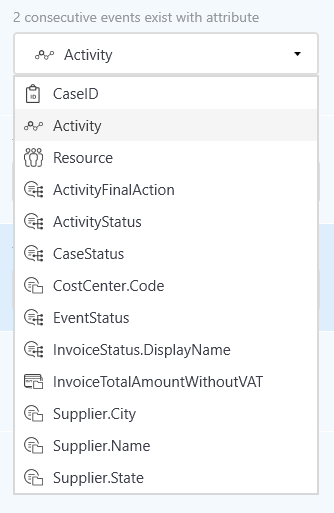 2 consecutive events exist with attribute
Activity
CaseID
Activity
Resource
ActivityFinalAction
ActivityStatus
CaseStatus
CostCenter.Code
EventStatus
InvoiceStatus.DisplayName
InvoiceTotalAmountWithoutVAT
Supplier.City
Supplier.Name
Supplier.State